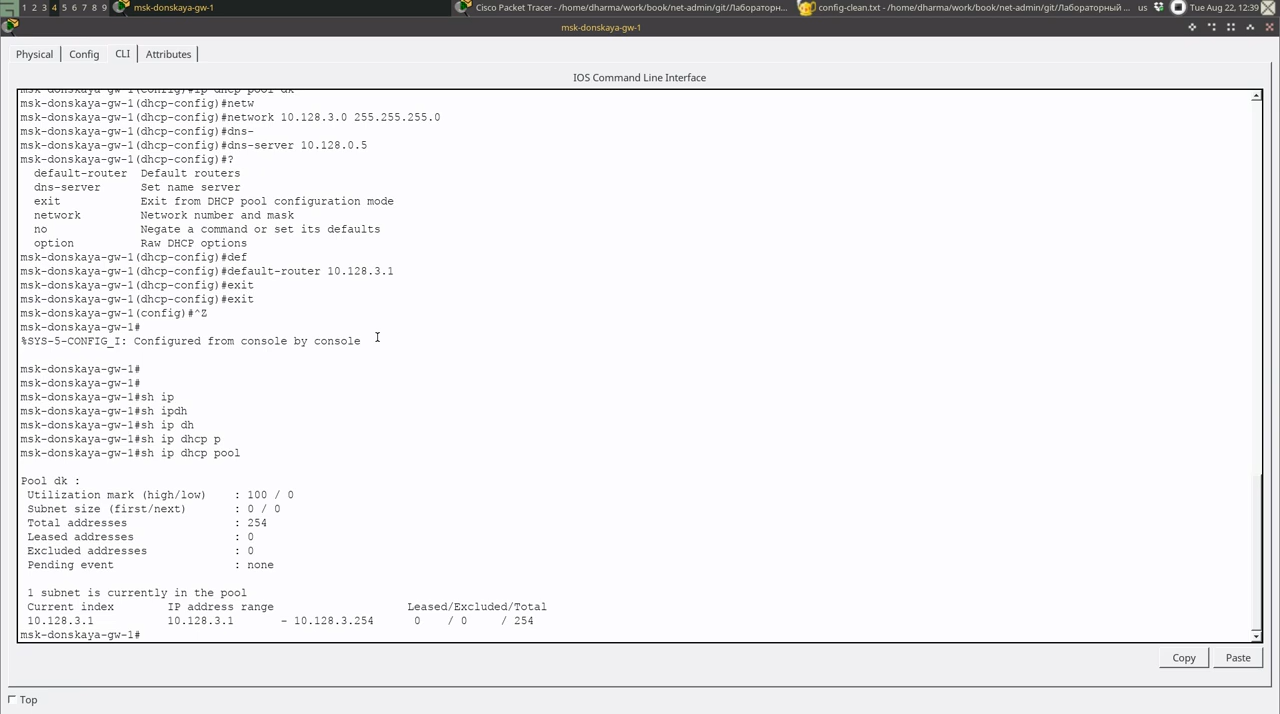 1 2 3 4 5 6 7 8 9 msk-donskaya-gw-1 Cisco Packet Tracer - /home/dharma/work/book/net-admin/git//Лабораторн... config-clean.txt - /home/dharma/work/book/net-admin/git//Лабораторный ... us Tue Aug 22, 12:39
msk-donskaya-gw-1
Physical Config CLI Attributes
IOS Command Line Interface
msk-donskaya-gw-1(config)#ip dhcp pool dk
msk-donskaya-gw-1(dhcp-config)#netw
msk-donskaya-gw-1(dhcp-config)#network 10.128.3.0 255.255.255.0
msk-donskaya-gw-1(dhcp-config)#dns-
msk-donskaya-gw-1(dhcp-config)#dns-server 10.128.0.5
msk-donskaya-gw-1(dhcp-config)#?
default-router Default routers
dns-server Set name server
exit Exit from DHCP pool configuration mode
network Network number and mask
no Negate a command or set its defaults
option Raw DHCP options
msk-donskaya-gw-1(dhcp-config)#def
msk-donskaya-gw-1(dhcp-config)#default-router 10.128.3.1
msk-donskaya-gw-1(dhcp-config)#exit
msk-donskaya-gw-1(dhcp-config)#exit
msk-donskaya-gw-1(config)#^Z
msk-donskaya-gw-1#
%SYS-5-CONFIG_I: Configured from console by console
msk-donskaya-gw-1#
msk-donskaya-gw-1#
msk-donskaya-gw-1#sh ip
msk-donskaya-gw-1#sh ipdh
msk-donskaya-gw-1#sh ip dh
msk-donskaya-gw-1#sh ip dhcp p
msk-donskaya-gw-1#sh ip dhcp pool
Pool dk :
Utilization mark (high/low) : 100 / 0
Subnet size (first/next) : 0 / 0
Total addresses : 254
Leased addresses : 0
Excluded addresses : 0
Pending event : none
1 subnet is currently in the pool
Current index IP address range Leased/Excluded/Total
10.128.3.1 10.128.3.1 - 10.128.3.254 0 / 0 / 254
msk-donskaya-gw-1#
Copy Paste
Top